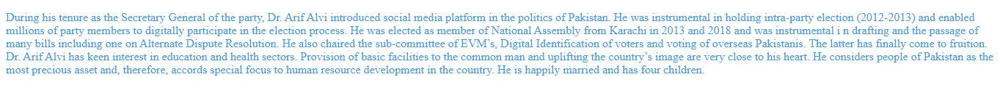 During his tenure as the Secretary General of the party, Dr. Arif Alvi introduced social media platform in the politics of Pakistan. He was instrumental in holding intra-party election (2012-2013) and enabled
millions of party members to digitally participate in the election process. He was elected as member of National Assembly from Karachi in 2013 and 2018 and was instrumental i n drafting and the passage of
many bills including one on Alternate Dispute Resolution. He also chaired the sub-committee of EVM’s, Digital Identification of voters and voting of overseas Pakistanis. The latter has finally come to fruition.
Dr. Arif Alvi has keen interest in education and health sectors. Provision of basic facilities to the common man and uplifting the country’s image are very close to his heart. He considers people of Pakistan as the
most precious asset and, therefore, accords special focus to human resource development in the country. He is happily married and has four children.